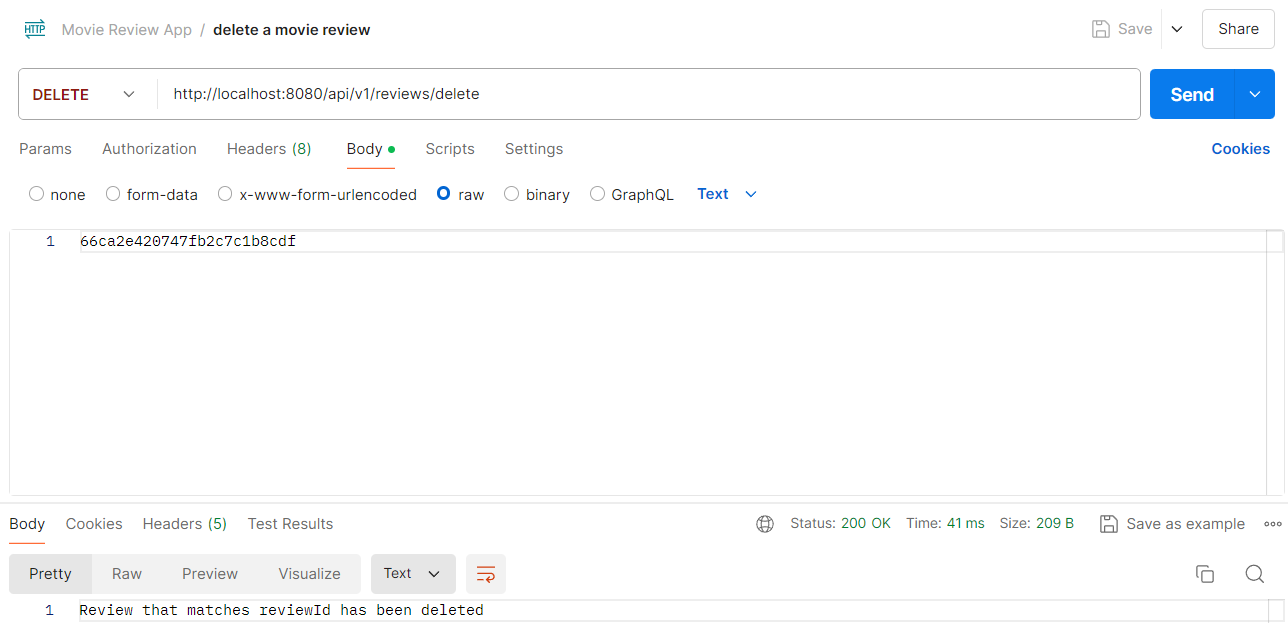 HTTP Movie Review App / delete a movie review Save Share
DELETE http://localhost:8080/api/v1/reviews/delete Send
Params Authorization Headers (8) Body Scripts Settings Cookies
none form-data x-www-form-urlencoded raw binary GraphQL Text
1 66ca2e420747fb2c7c1b8cdf
Body Cookies Headers (5) Test Results Status: 200 OK Time: 41 ms Size: 209 B Save as example
Pretty Raw Preview Visualize Text
1 Review that matches reviewId has been deleted